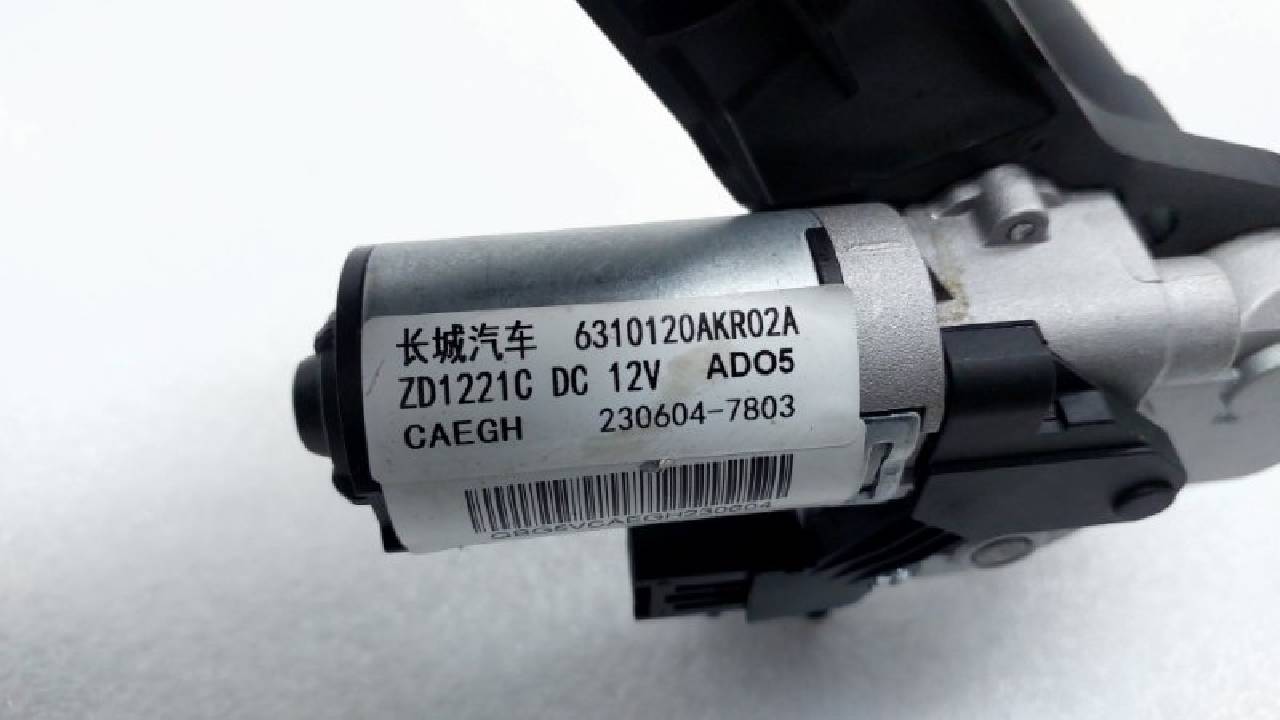 长城汽车 6310120AKR02A
ZD1221C DC 12V ADO5
CAEGH 230604-7803